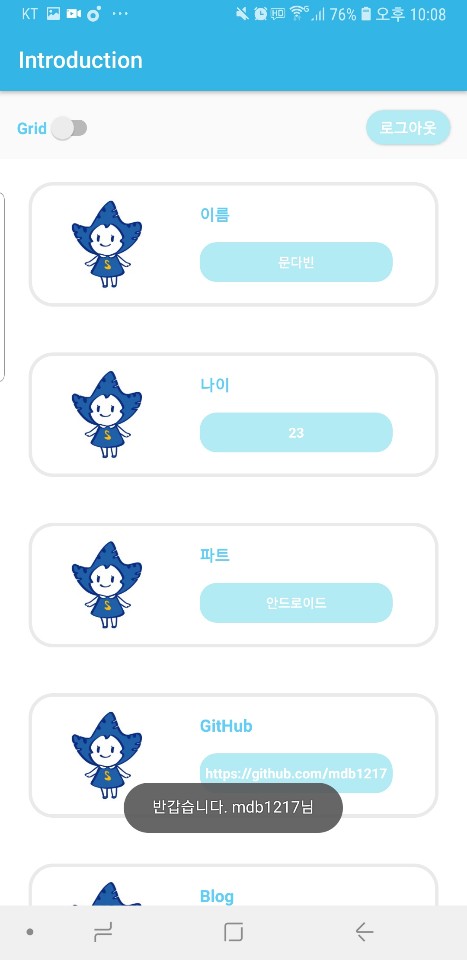 KT 76% 오후 10:08
Introduction
Grid 로그아웃
이름
문다빈
나이
23
파트
안드로이드
GitHub
https://github.com/mdb1217
반갑습니다. mdb1217님
Blog